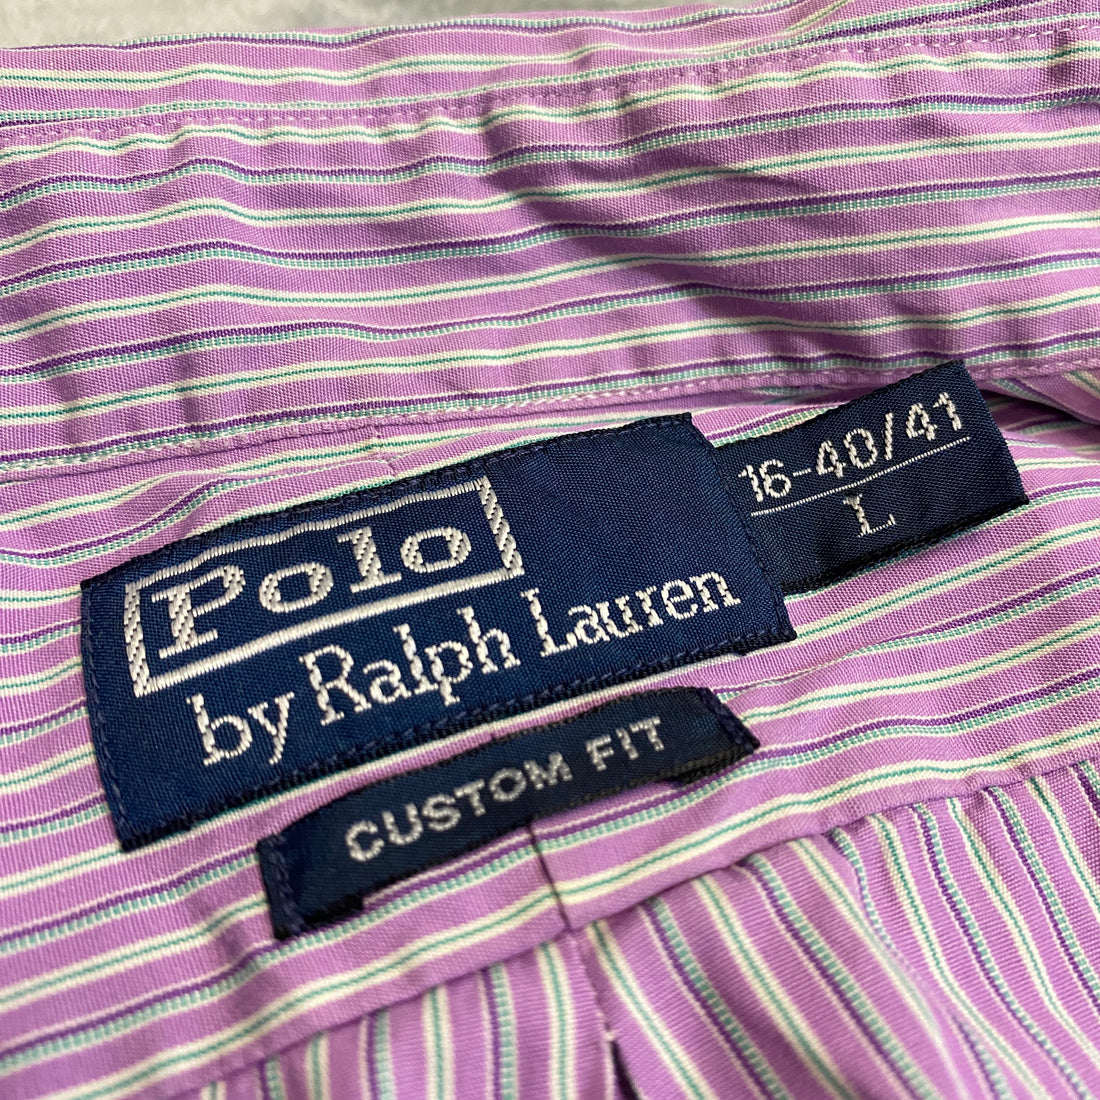 Polo
by Ralph Lauren
16-40/41
L
CUSTOM FIT